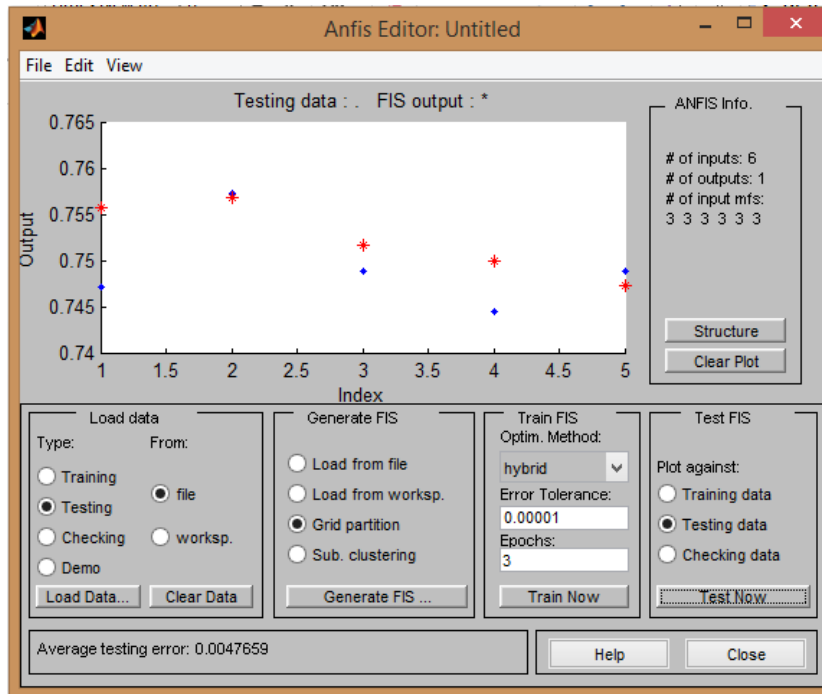 Anfis Editor: Untitled
File Edit View
Testing data : . FIS output : *
0.765
0.76
0.755
0.75
0.745
0.74
Output
1 1.5 2 2.5 3 3.5 4 4.5 5
Index
ANFIS Info.
# of inputs: 6
# of outputs: 1
# of input mfs:
3 3 3 3 3 3
Structure
Clear Plot
Load data
Type: From:
Training
Testing
Checking
Demo
file
worksp.
Load Data... Clear Data
Generate FIS
Load from file
Load from worksp.
Grid partition
Sub. clustering
Generate FIS ...
Train FIS
Optim. Method:
hybrid
Error Tolerance:
0.00001
Epochs:
3
Train Now
Test FIS
Plot against:
Training data
Testing data
Checking data
Test Now
Average testing error: 0.0047659
Help Close